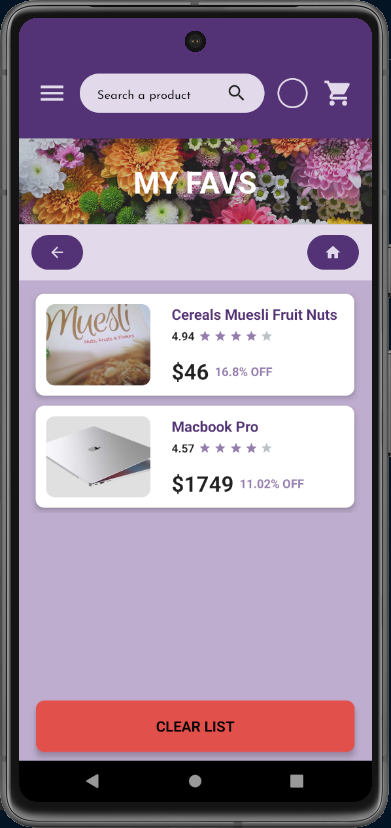 Search a product
MY FAVS
Muesli
Nuts, Fruits & Flakes
Cereals Muesli Fruit Nuts
4.94
$46 16.8% OFF
Macbook Pro
4.57
$1749 11.02% OFF
CLEAR LIST